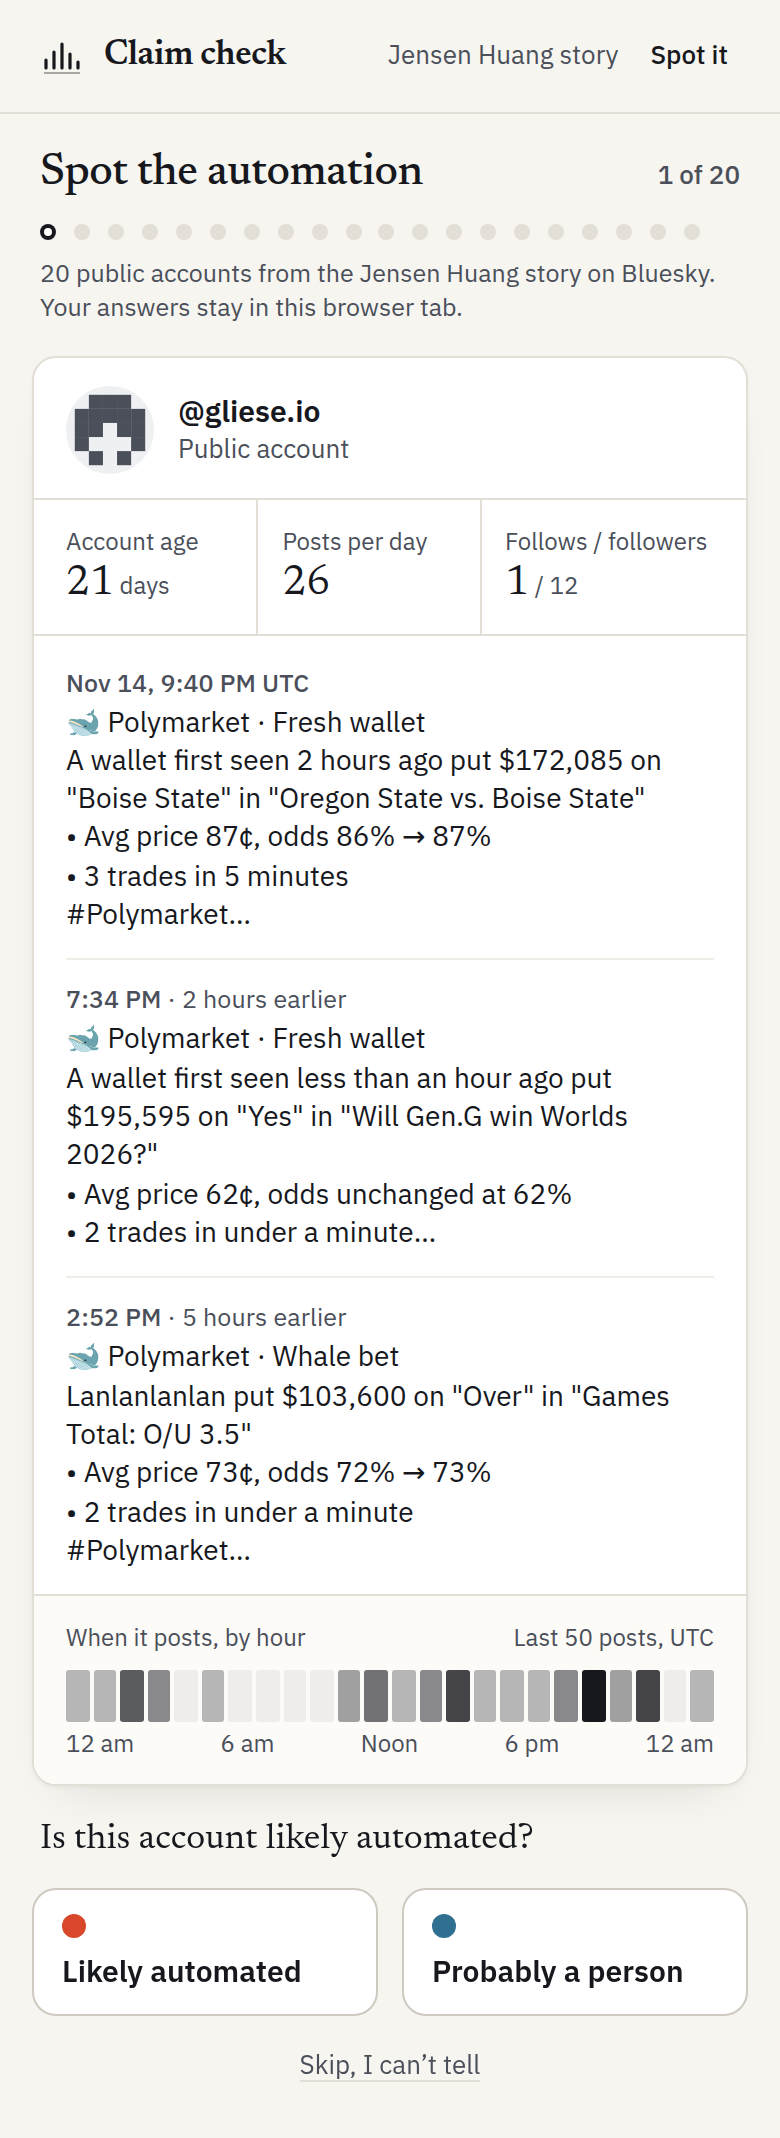 Claim check
Jensen Huang story
Spot it
Spot the automation
1 of 20
20 public accounts from the Jensen Huang story on Bluesky.
Your answers stay in this browser tab.
@gliese.io
Public account
Account age
21 days
Posts per day
26
Follows / followers
1 / 12
Nov 14, 9:40 PM UTC
🐋 Polymarket · Fresh wallet
A wallet first seen 2 hours ago put $172,085 on
"Boise State" in "Oregon State vs. Boise State"
• Avg price 87¢, odds 86% → 87%
• 3 trades in 5 minutes
#Polymarket…
7:34 PM · 2 hours earlier
🐋 Polymarket · Fresh wallet
A wallet first seen less than an hour ago put
$195,595 on "Yes" in "Will Gen.G win Worlds
2026?"
• Avg price 62¢, odds unchanged at 62%
• 2 trades in under a minute…
2:52 PM · 5 hours earlier
🐋 Polymarket · Whale bet
Lanlanlanlan put $103,600 on "Over" in "Games
Total: O/U 3.5"
• Avg price 73¢, odds 72% → 73%
• 2 trades in under a minute
#Polymarket…
When it posts, by hour
Last 50 posts, UTC
12 am
6 am
Noon
6 pm
12 am
Is this account likely automated?
Likely automated
Probably a person
Skip, I can’t tell